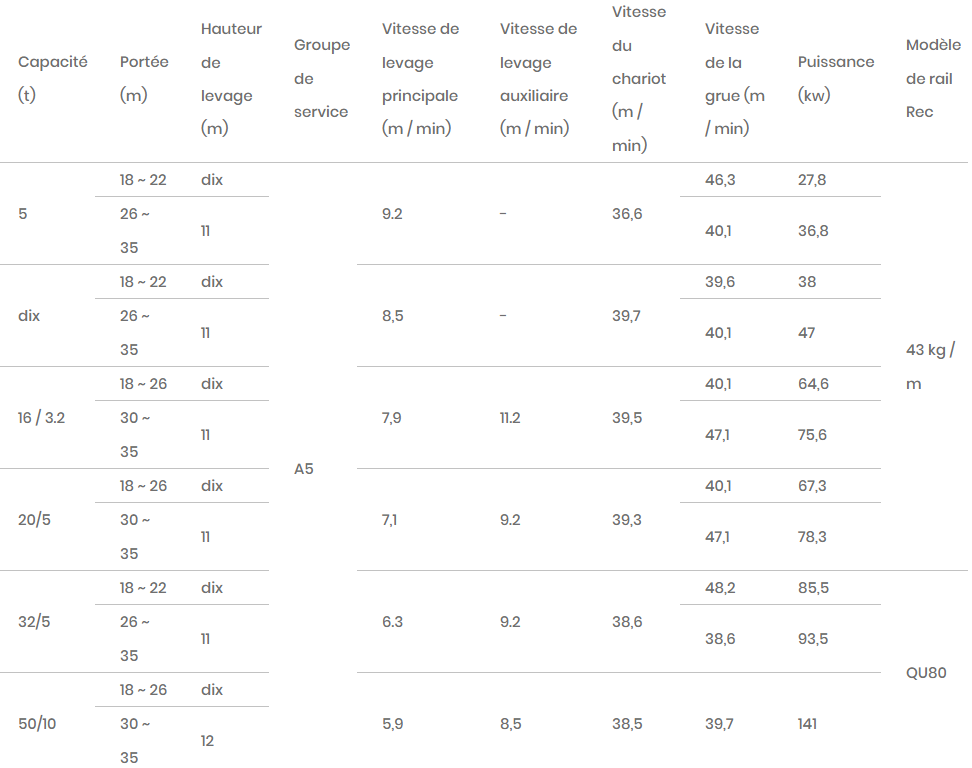 Capacité (t) Portée (m) Hauteur de levage (m) Groupe de service Vitesse de levage principale (m / min) Vitesse de levage auxiliaire (m / min) Vitesse du chariot (m / min) Vitesse de la grue (m / min) Puissance (kw) Modèle de rail Rec
5 18 ~ 22 dix A5 9.2 - 36,6 46,3 27,8 43 kg / m
26 ~ 35 11 40,1 36,8
dix 18 ~ 22 dix 8,5 - 39,7 39,6 38
26 ~ 35 11 40,1 47
16 / 3.2 18 ~ 26 dix 7,9 11.2 39,5 40,1 64,6
30 ~ 35 11 47,1 75,6
20/5 18 ~ 26 dix 7,1 9.2 39,3 40,1 67,3
30 ~ 35 11 47,1 78,3
32/5 18 ~ 22 dix 6.3 9.2 38,6 48,2 85,5 QU80
26 ~ 35 11 38,6 93,5
50/10 18 ~ 26 dix 5,9 8,5 38,5 39,7 141
30 ~ 35 12